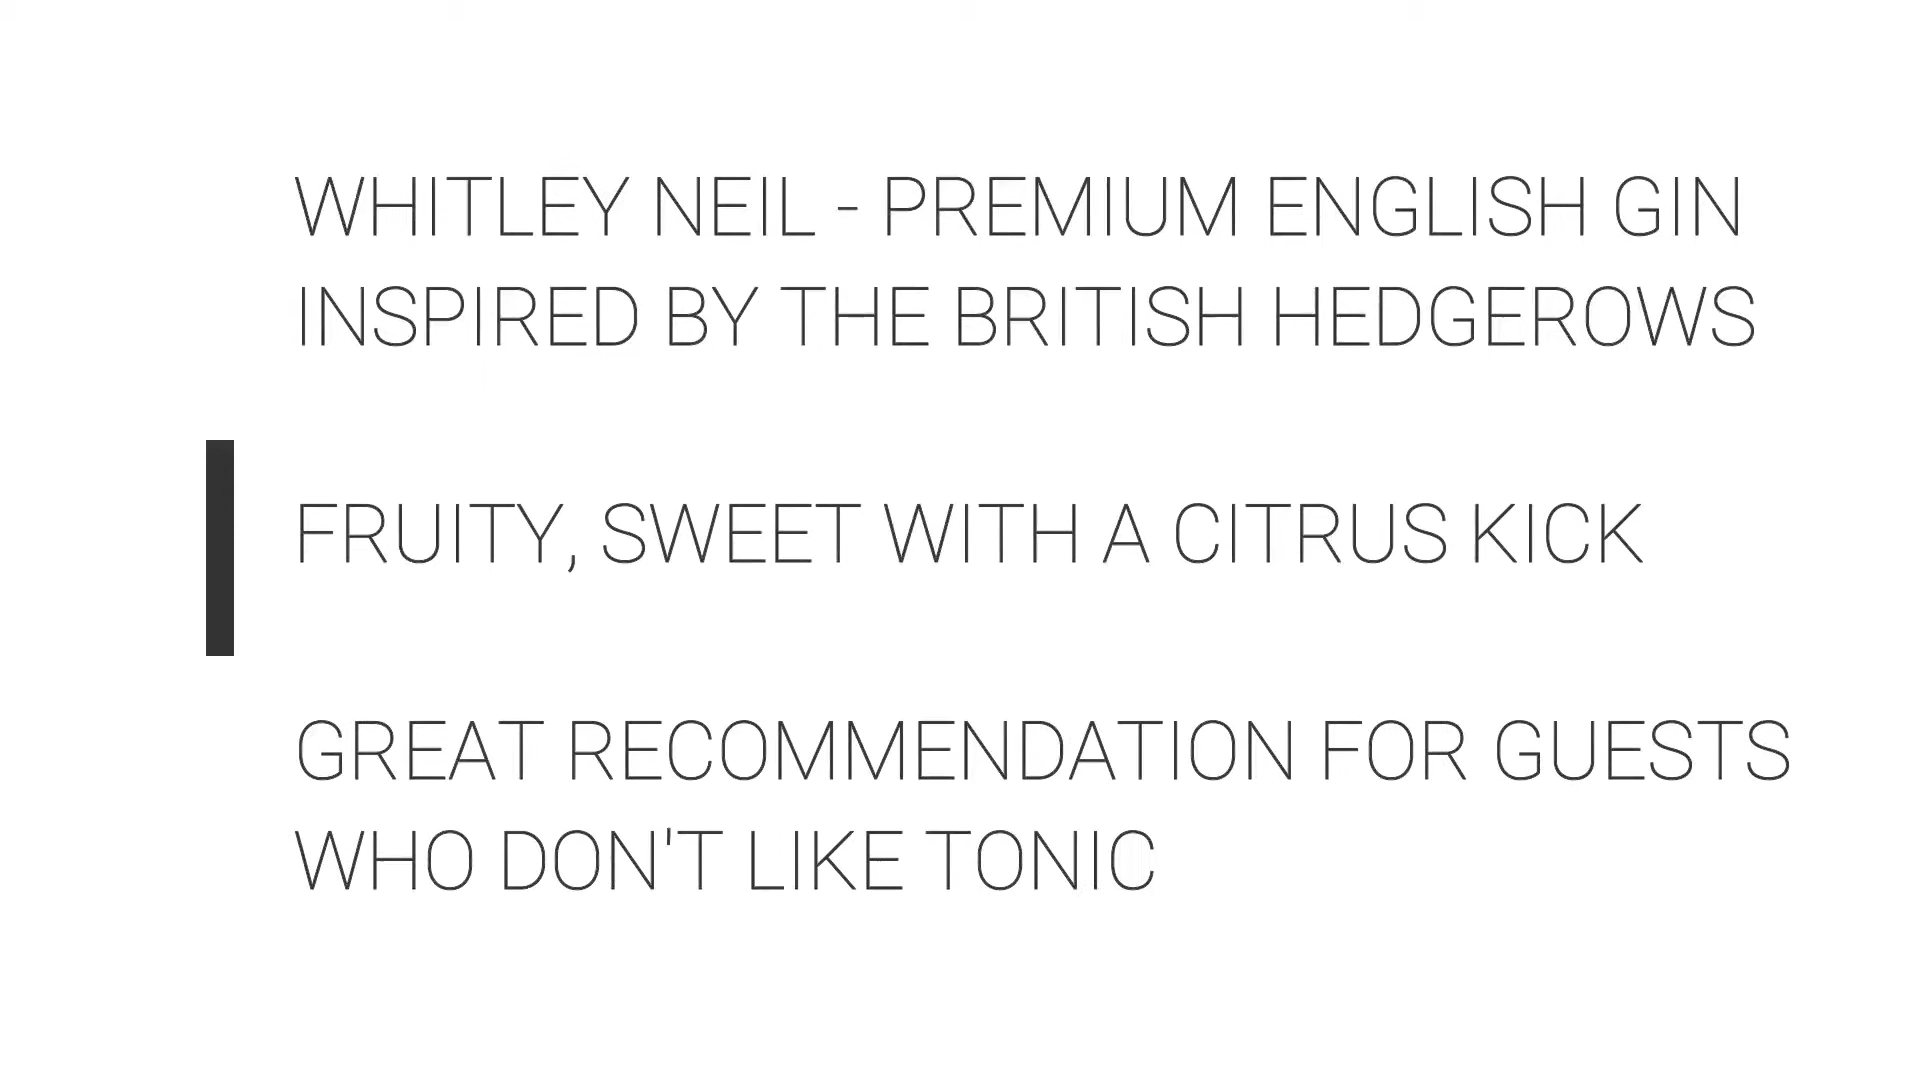 WHITLEY NEIL - PREMIUM ENGLISH GIN
INSPIRED BY THE BRITISH HEDGEROWS
FRUITY, SWEET WITH A CITRUS KICK
GREAT RECOMMENDATION FOR GUESTS
WHO DON'T LIKE TONIC